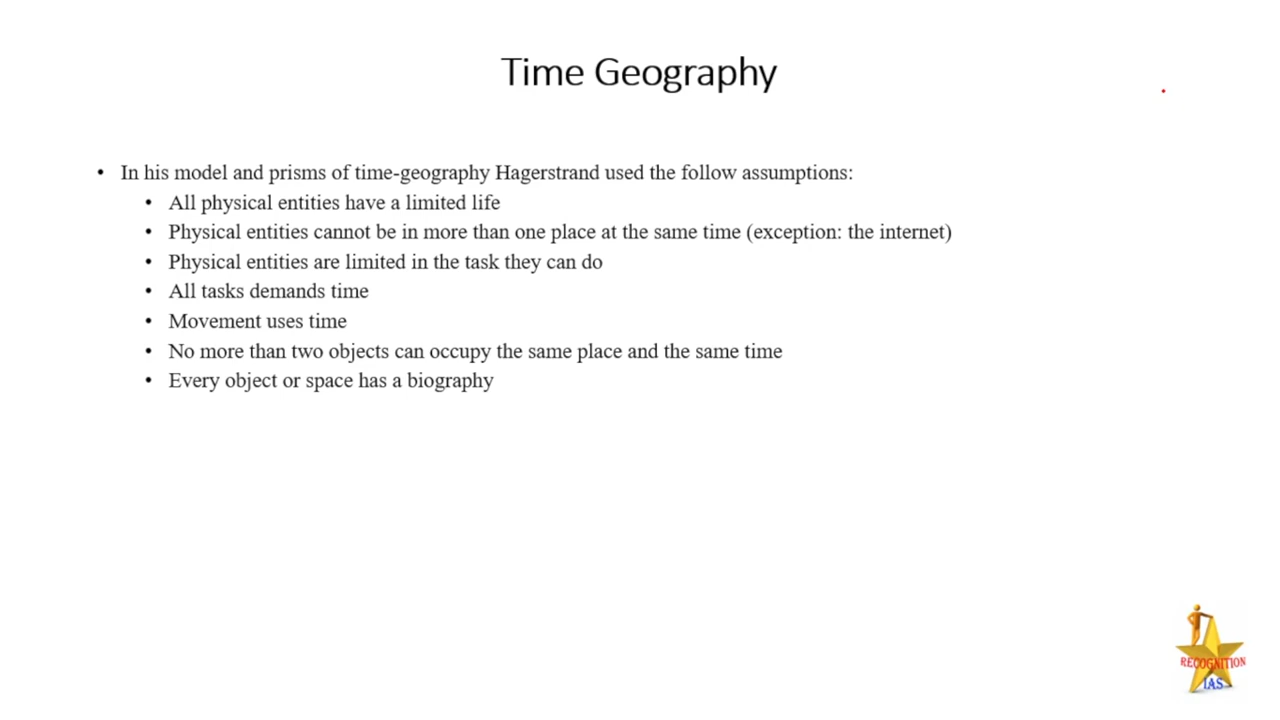 Time Geography
• In his model and prisms of time-geography Hagerstrand used the follow assumptions:
• All physical entities have a limited life
• Physical entities cannot be in more than one place at the same time (exception: the internet)
• Physical entities are limited in the task they can do
• All tasks demands time
• Movement uses time
• No more than two objects can occupy the same place and the same time
• Every object or space has a biography
RECOGNITION
IAS